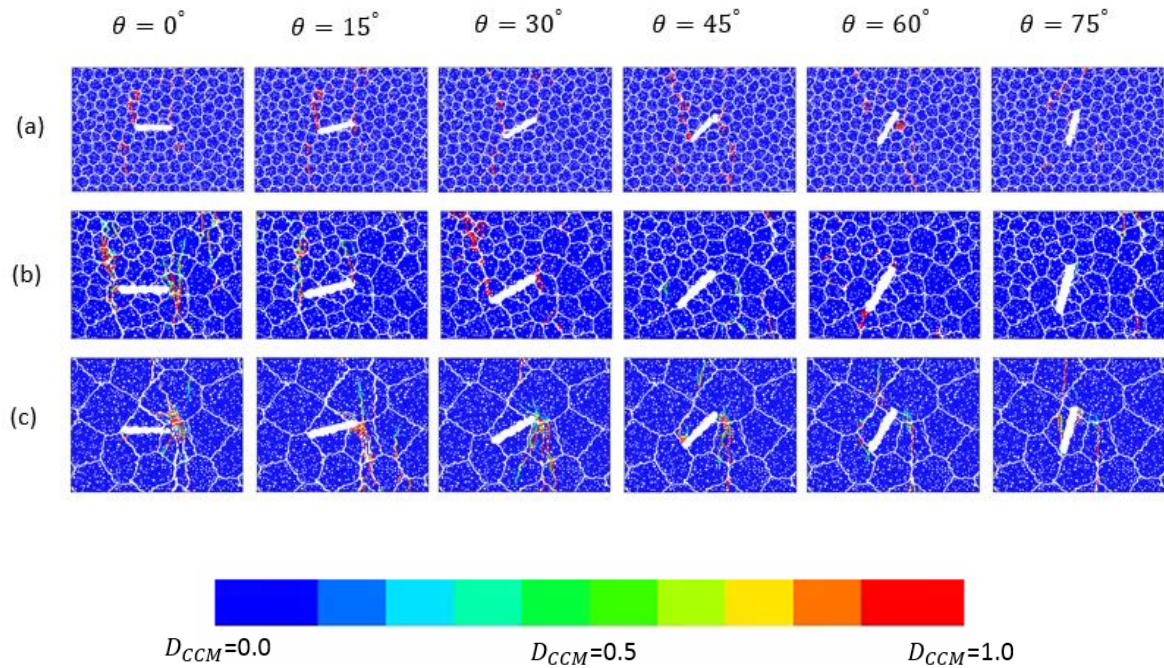 θ = 0° θ = 15° θ = 30° θ = 45° θ = 60° θ = 75°
(a)
(b)
(c)
D_CCM=0.0 D_CCM=0.5 D_CCM=1.0